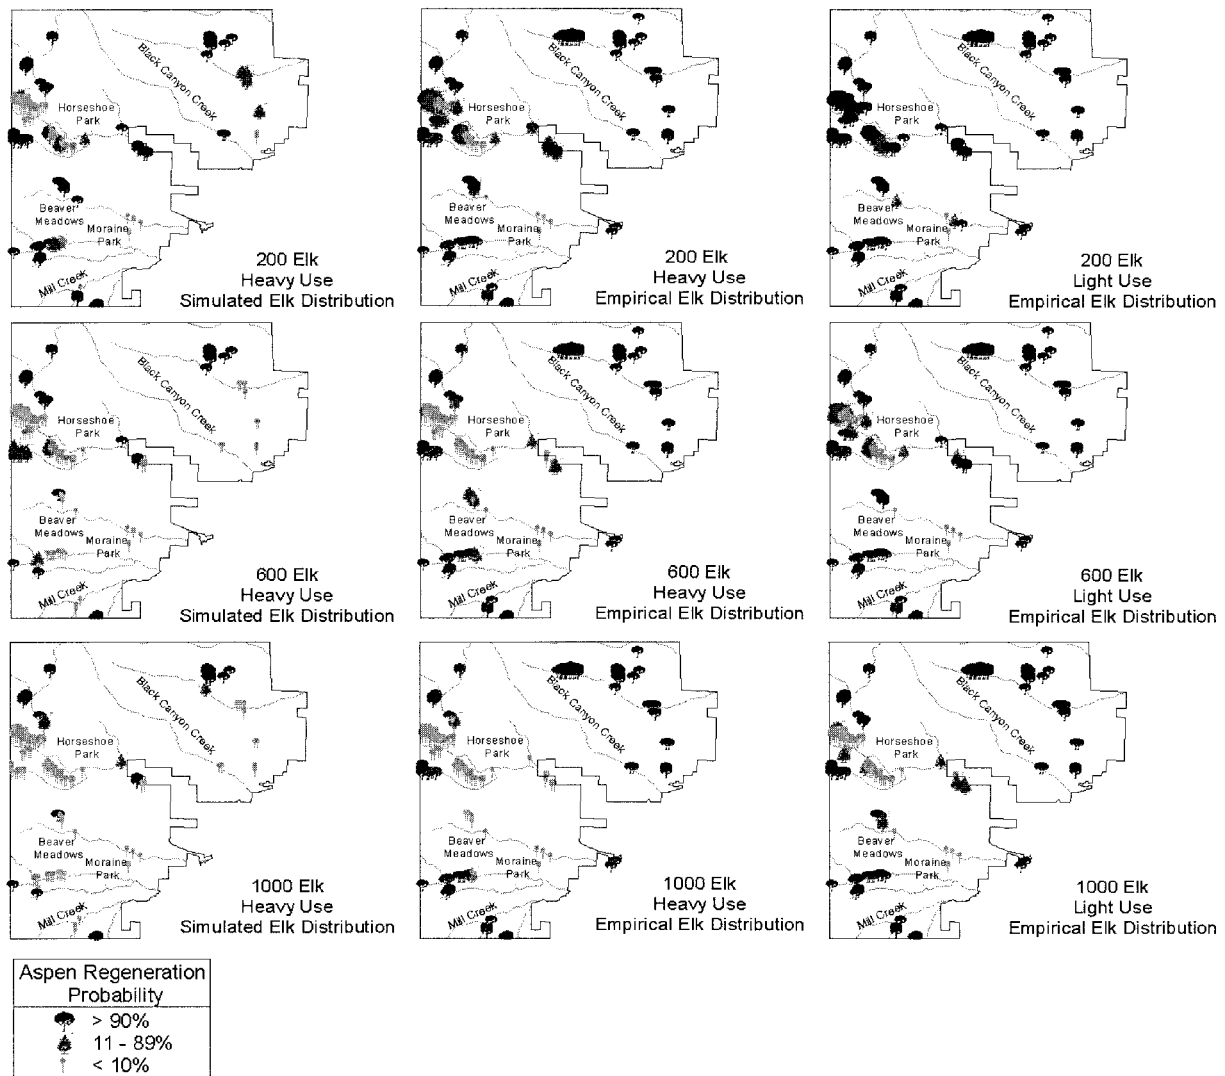 Black Canyon Creek
Horseshoe
Park
Beaver
Meadows
Moraine
Park
Mill Creek
200 Elk
Heavy Use
Simulated Elk Distribution
Black Canyon Creek
Horseshoe
Park
Beaver
Meadows
Moraine
Park
Mill Creek
200 Elk
Heavy Use
Empirical Elk Distribution
Black Canyon Creek
Horseshoe
Park
Beaver
Meadows
Moraine
Park
Mill Creek
200 Elk
Light Use
Empirical Elk Distribution
Black Canyon Creek
Horseshoe
Park
Beaver
Meadows
Moraine
Park
Mill Creek
600 Elk
Heavy Use
Simulated Elk Distribution
Black Canyon Creek
Horseshoe
Park
Beaver
Meadows
Moraine
Park
Mill Creek
600 Elk
Heavy Use
Empirical Elk Distribution
Black Canyon Creek
Horseshoe
Park
Beaver
Meadows
Moraine
Park
Mill Creek
600 Elk
Light Use
Empirical Elk Distribution
Black Canyon Creek
Horseshoe
Park
Beaver
Meadows
Moraine
Park
Mill Creek
1000 Elk
Heavy Use
Simulated Elk Distribution
Black Canyon Creek
Horseshoe
Park
Beaver
Meadows
Moraine
Park
Mill Creek
1000 Elk
Heavy Use
Empirical Elk Distribution
Black Canyon Creek
Horseshoe
Park
Beaver
Meadows
Moraine
Park
Mill Creek
1000 Elk
Light Use
Empirical Elk Distribution
Aspen Regeneration
Probability
> 90%
11 - 89%
< 10%